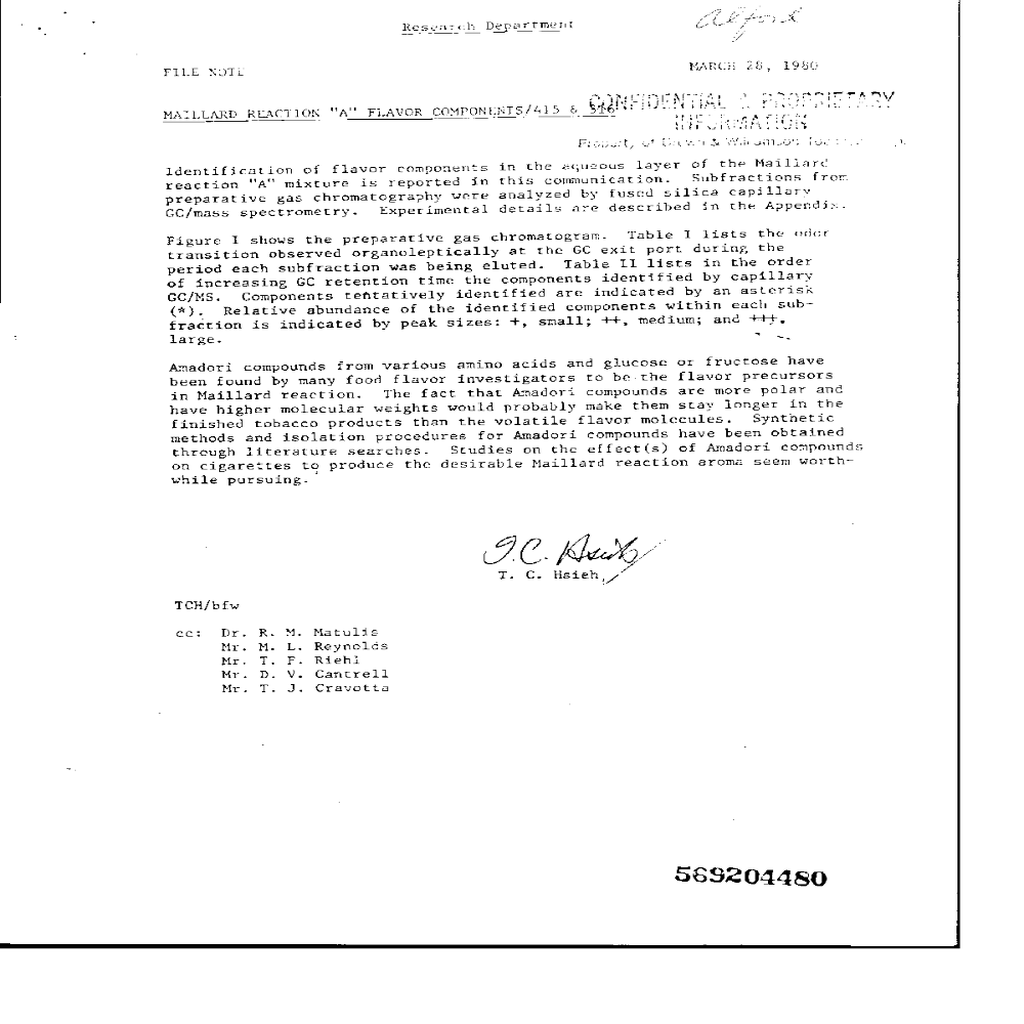 Research Department
Alford
FILE NOTE
MARCH 28, 1980
MAILLARD REACTION "A" FLAVOR COMPONENTS/415 & 516
CONFIDENTIAL & PROPRIETARY
INFORMATION
Property of Brown & Williamson
Identification of flavor components in the aqueous layer of the Maillard
reaction "A" mixture is reported in this communication. Subfractions from
preparative gas chromatography were analyzed by fused silica capillary
GC/mass spectrometry. Experimental details are described in the Appendix.
Figure I shows the preparative gas chromatogram. Table I lists the odor
transition observed organoleptically at the GC exit port during the
period each subfraction was being eluted. Table II lists in the order
of increasing GC retention time the components identified by capillary
GC/MS. Components tentatively identified are indicated by an asterisk
(*). Relative abundance of the identified components within each sub-
fraction is indicated by peak sizes: +, small; ++, medium; and +++,
large.
Amadori compounds from various amino acids and glucose or fructose have
been found by many food flavor investigators to be the flavor precursors
in Maillard reaction. The fact that Amadori compounds are more polar and
have higher molecular weights would probably make them stay longer in the
finished tobacco products than the volatile flavor molecules. Synthetic
methods and isolation procedures for Amadori compounds have been obtained
through literature searches. Studies on the effect(s) of Amadori compounds
on cigarettes to produce the desirable Maillard reaction aroma seem worth-
while pursuing.
T. C. Hsieh
T. C. Hsieh
TCH/bfw
cc: Dr. R. M. Matulis
Mr. M. L. Reynolds
Mr. T. F. Riehl
Mr. D. V. Cantrell
Mr. T. J. Cravotta
569204480